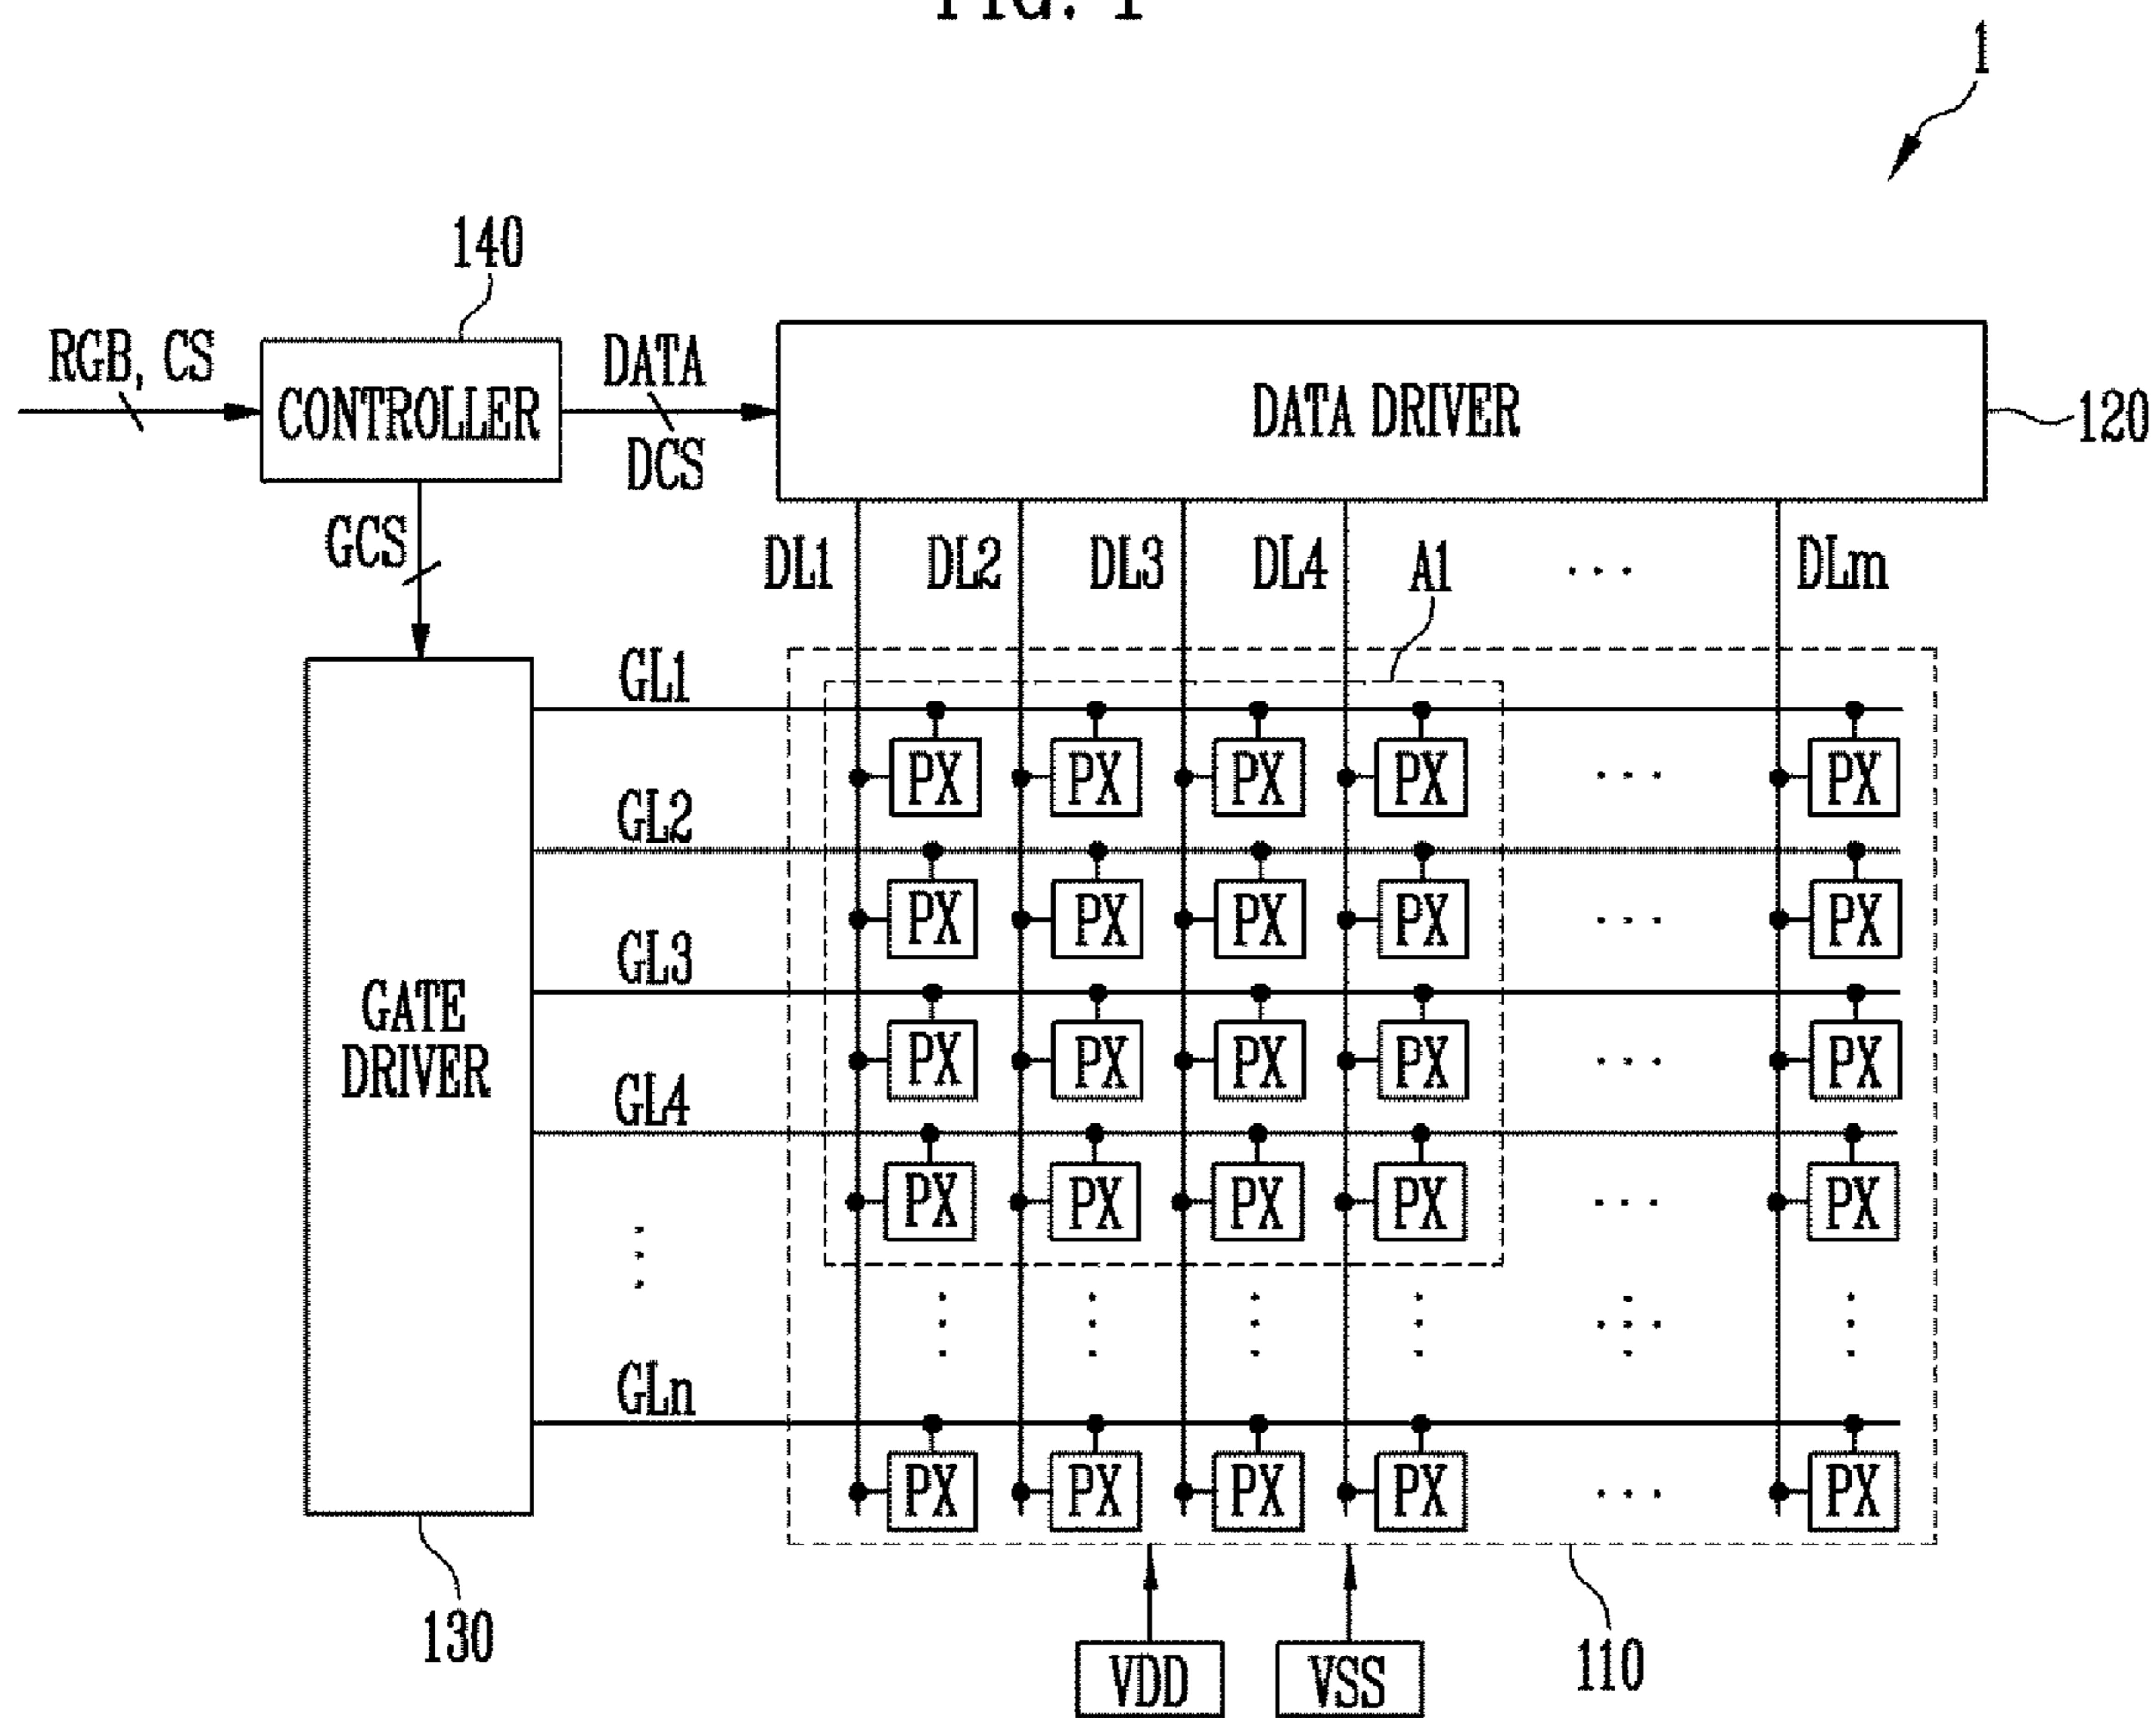 FIG. 1
1
140
RGB, CS
CONTROLLER
DATA
DCS
DATA DRIVER
120
GCS
DL1 DL2 DL3 DL4 A1 ... DLm
GL1
PX PX PX PX ... PX
GL2
PX PX PX PX ... PX
GL3
PX PX PX PX ... PX
GATE
DRIVER
GL4
PX PX PX PX ... PX
GLn
PX PX PX PX ... PX
130
VDD
VSS
110